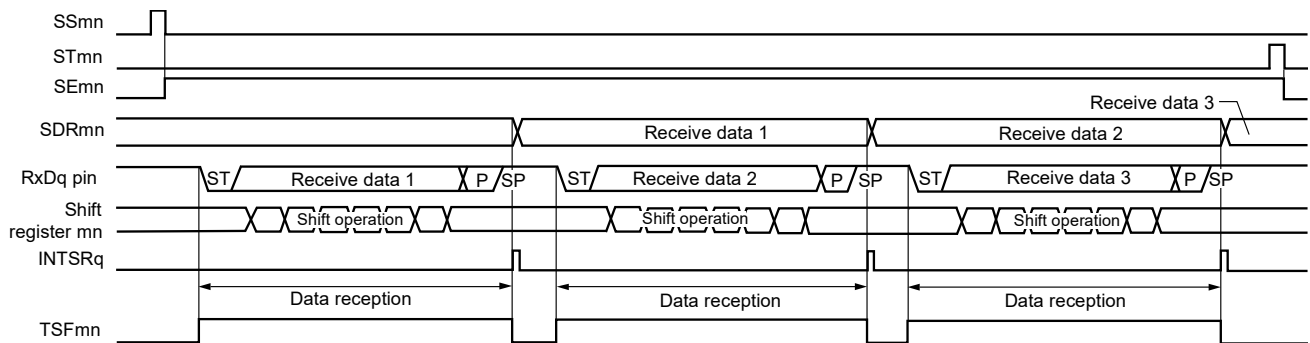 SSmn
STmn
SEmn
Receive data 3
SDRmn Receive data 1 Receive data 2
RxDq pin ST Receive data 1 P SP ST Receive data 2 P SP ST Receive data 3 P SP
Shift
register mn Shift operation Shift operation Shift operation
INTSRq
Data reception Data reception Data reception
TSFmn